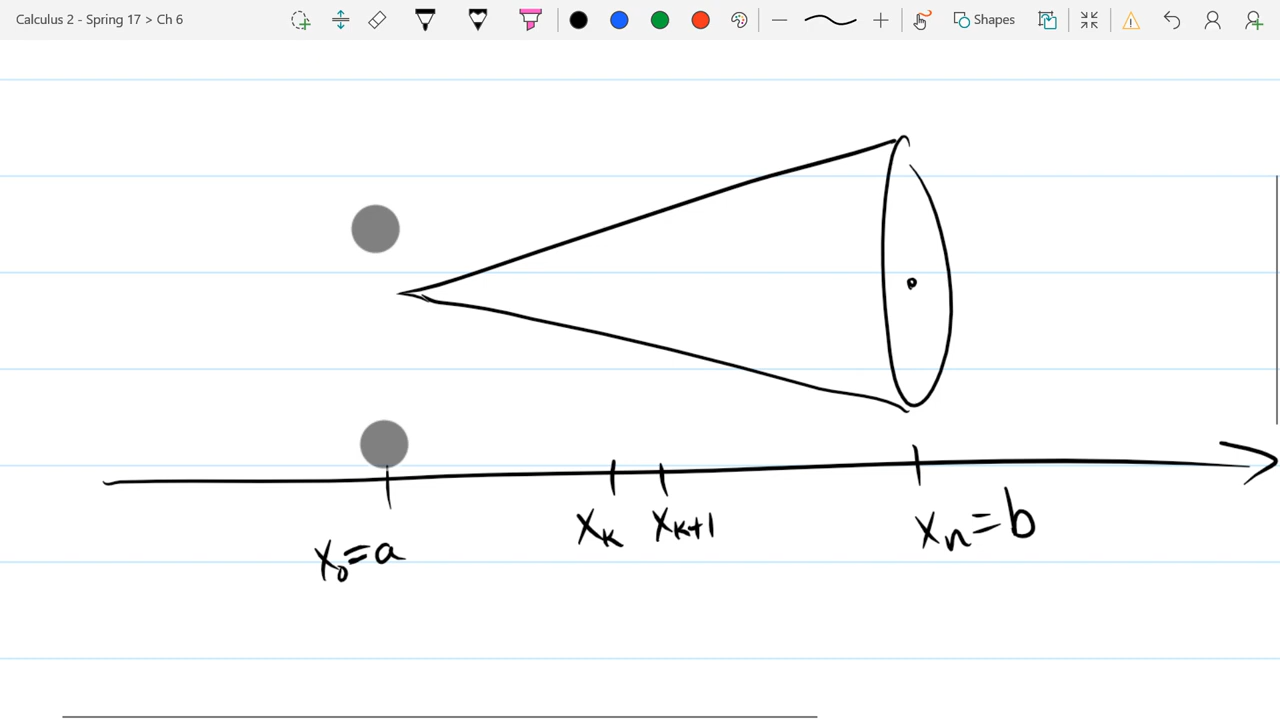 Calculus 2 - Spring 17 > Ch 6
Shapes
x₀=a xₖ xₖ₊₁ xₙ=b